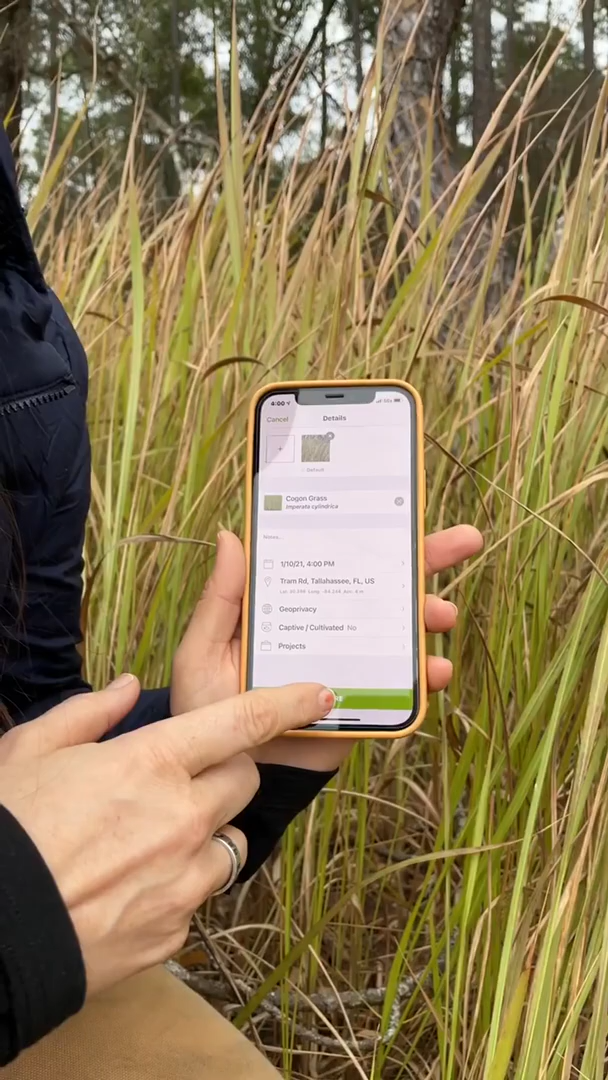 4:00
Cancel
Details
Default
Cogon Grass
Imperata cylindrica
Notes...
1/10/21, 4:00 PM
Tram Rd, Tallahassee, FL, US
Geoprivacy
Captive / Cultivated No
Projects